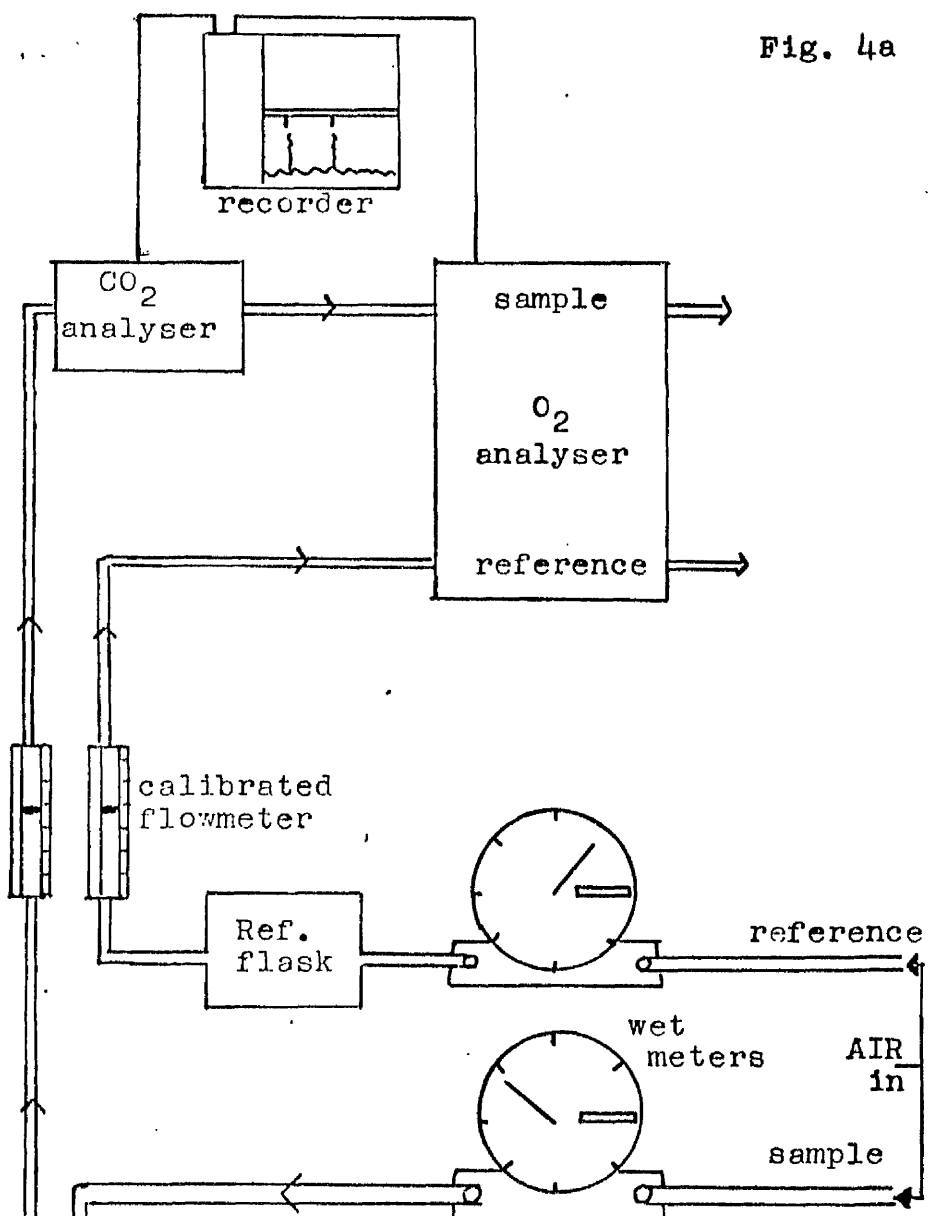 Fig. 4a
recorder
CO2
analyser
sample
O2
analyser
reference
calibrated
flowmeter
Ref.
flask
reference
wet
meters
AIR
in
sample